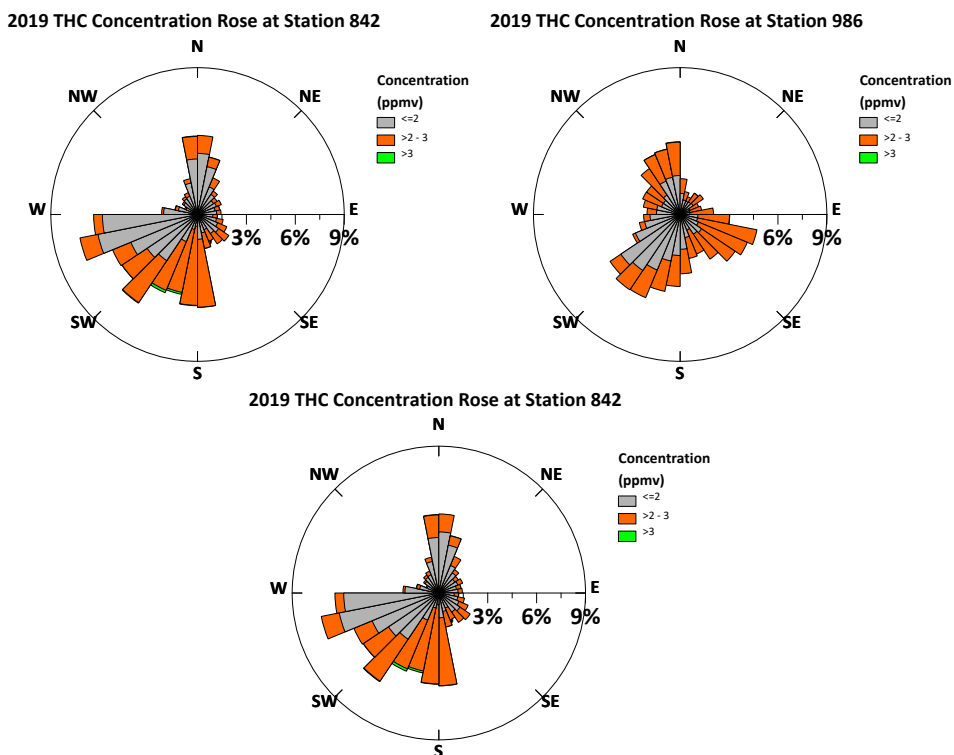 2019 THC Concentration Rose at Station 842
N
NW
NE
W
E
3%
6%
9%
SW
SE
S
Concentration
(ppmv)
<=2
>2 - 3
>3
2019 THC Concentration Rose at Station 986
N
NW
NE
W
E
6%
9%
SW
SE
S
Concentration
(ppmv)
<=2
>2 - 3
>3
2019 THC Concentration Rose at Station 842
N
NW
NE
W
E
3%
6%
9%
SW
SE
S
Concentration
(ppmv)
<=2
>2 - 3
>3